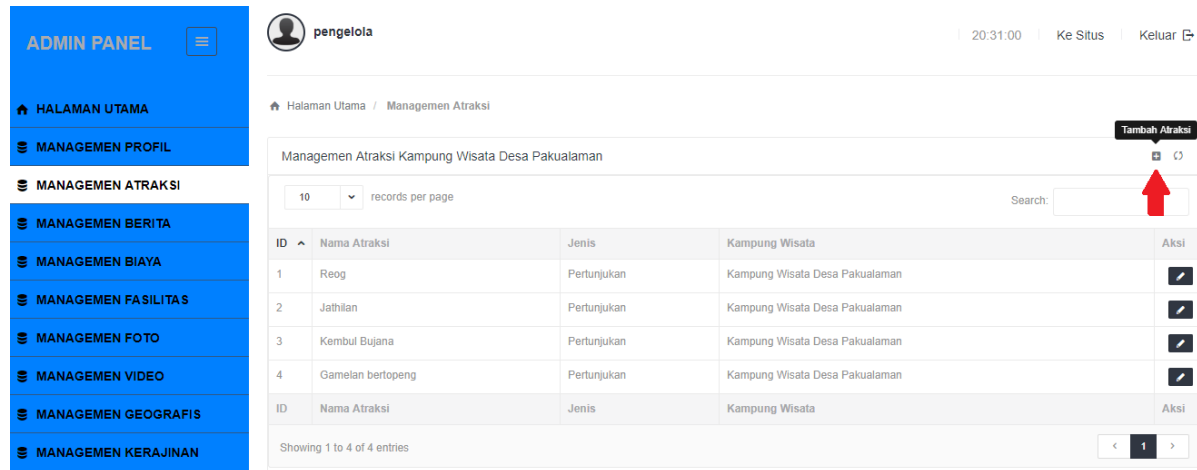 ADMIN PANEL
pengelola
20:31:00 Ke Situs Keluar
HALAMAN UTAMA
MANAGEMEN PROFIL
MANAGEMEN ATRAKSI
MANAGEMEN BERITA
MANAGEMEN BIAYA
MANAGEMEN FASILITAS
MANAGEMEN FOTO
MANAGEMEN VIDEO
MANAGEMEN GEOGRAFIS
MANAGEMEN KERAJINAN
Halaman Utama / Managemen Atraksi
Tambah Atraksi
Managemen Atraksi Kampung Wisata Desa Pakualaman
10 records per page
Search:
ID Nama Atraksi Jenis Kampung Wisata Aksi
1 Reog Pertunjukan Kampung Wisata Desa Pakualaman
2 Jathilan Pertunjukan Kampung Wisata Desa Pakualaman
3 Kembul Bujana Pertunjukan Kampung Wisata Desa Pakualaman
4 Gamelan bertopeng Pertunjukan Kampung Wisata Desa Pakualaman
ID Nama Atraksi Jenis Kampung Wisata Aksi
Showing 1 to 4 of 4 entries
< 1 >